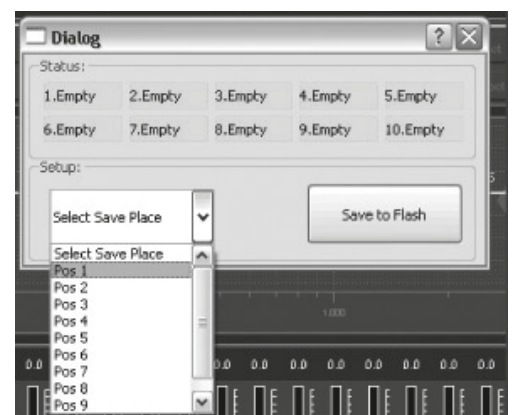 Dialog
Status:
1.Empty 2.Empty 3.Empty 4.Empty 5.Empty
6.Empty 7.Empty 8.Empty 9.Empty 10.Empty
Setup:
Select Save Place
Save to Flash
Select Save Place
Pos 1
Pos 2
Pos 3
Pos 4
Pos 5
Pos 6
Pos 7
Pos 8
Pos 9
1.000
0.0 0.0 0.0 0.0 0.0 0.0 0.0 0.0 0.0